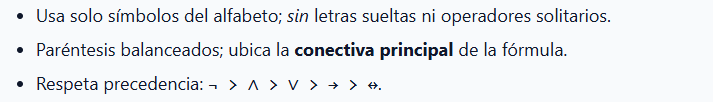 • Usa solo símbolos del alfabeto; sin letras sueltas ni operadores solitarios.
• Paréntesis balanceados; ubica la conectiva principal de la fórmula.
• Respeta precedencia: ¬ > ∧ > ∨ > → > ↔.